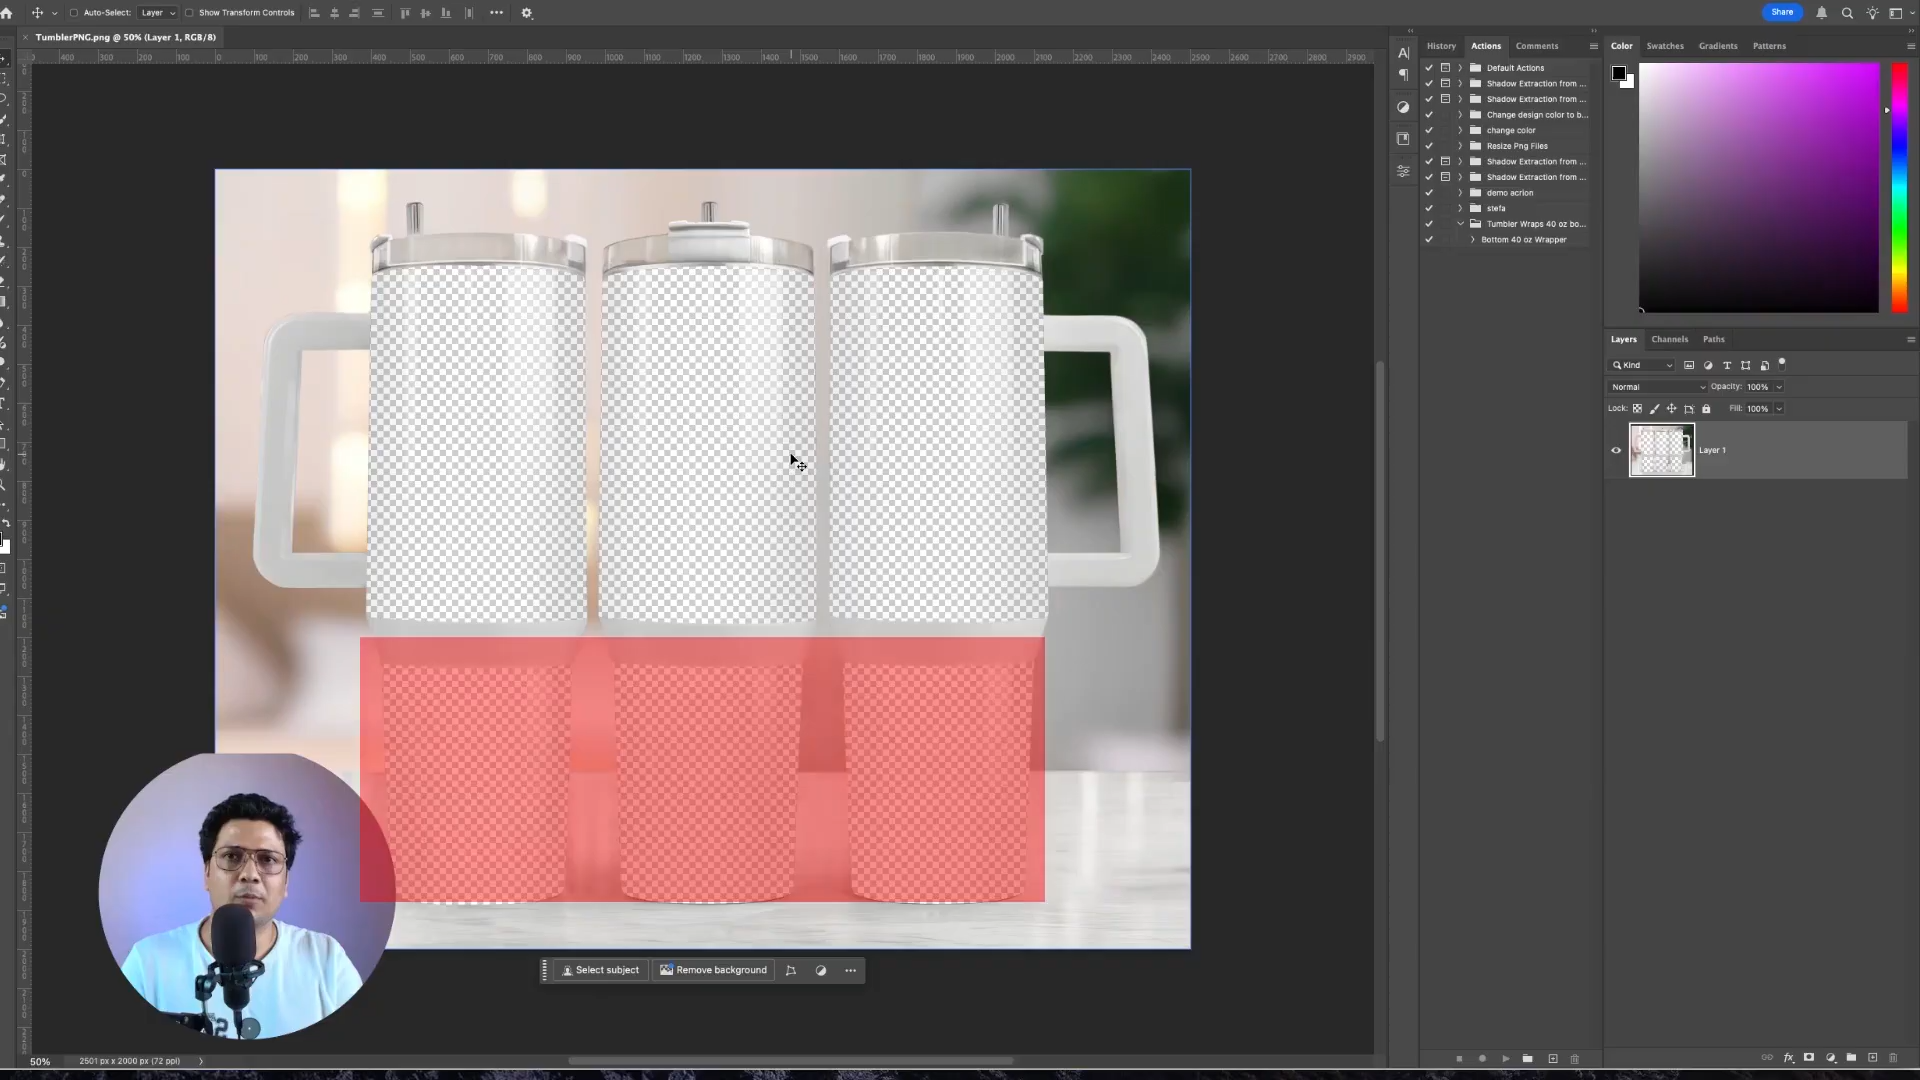 Auto-Select: Layer Show Transform Controls Share
TumblerPNG.png @ 50% (Layer 1, RGB/8)
History Actions Comments
Color Swatches Gradients Patterns
Default Actions
Shadow Extraction from ...
Shadow Extraction from ...
Change design color to b...
change color
Resize Png Files
Shadow Extraction from ...
Shadow Extraction from ...
demo acrion
stefa
Tumbler Wraps 40 oz bo...
Bottom 40 oz Wrapper
Layers Channels Paths
Kind
Normal Opacity: 100%
Lock: Fill: 100%
Layer 1
Select subject Remove background
50% 2501 px x 2000 px (72 ppi)